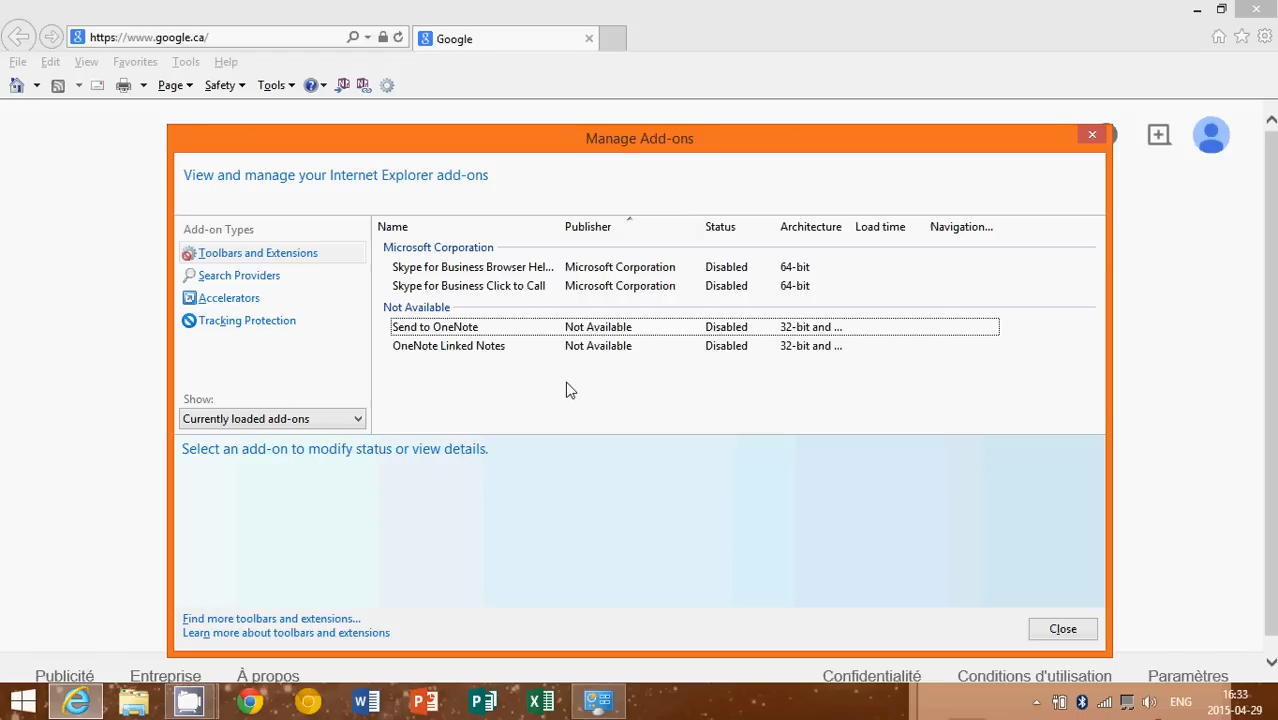 https://www.google.ca/
Google
File Edit View Favorites Tools Help
Page Safety Tools
Manage Add-ons
View and manage your Internet Explorer add-ons
Add-on Types
Toolbars and Extensions
Search Providers
Accelerators
Tracking Protection
Show:
Currently loaded add-ons
Name Publisher Status Architecture Load time Navigation...
Microsoft Corporation
Skype for Business Browser Hel... Microsoft Corporation Disabled 64-bit
Skype for Business Click to Call Microsoft Corporation Disabled 64-bit
Not Available
Send to OneNote Not Available Disabled 32-bit and ...
OneNote Linked Notes Not Available Disabled 32-bit and ...
Select an add-on to modify status or view details.
Find more toolbars and extensions...
Learn more about toolbars and extensions
Close
Publicité Entreprise À propos Confidentialité Conditions d'utilisation Paramètres
ENG
16:33
2015-04-29